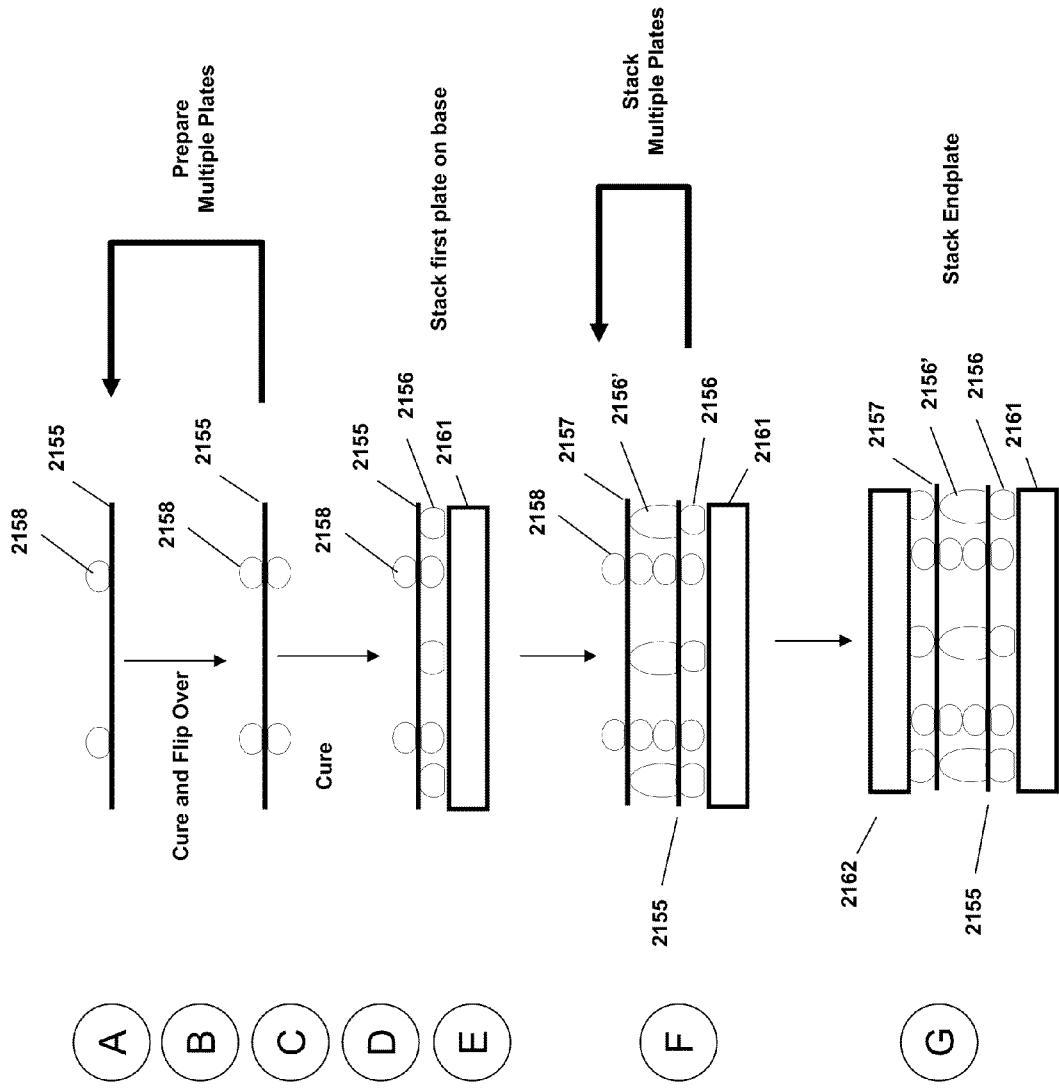 A
2158
2155
Prepare
Multiple Plates
B
Cure and Flip Over
C
2158
2155
D
Cure
E
2158
2155
2156
2161
Stack first plate on base
F
2155
2158
2157
2156'
2156
2161
Stack
Multiple Plates
G
2162
2155
2157
2156'
2156
2161
Stack Endplate